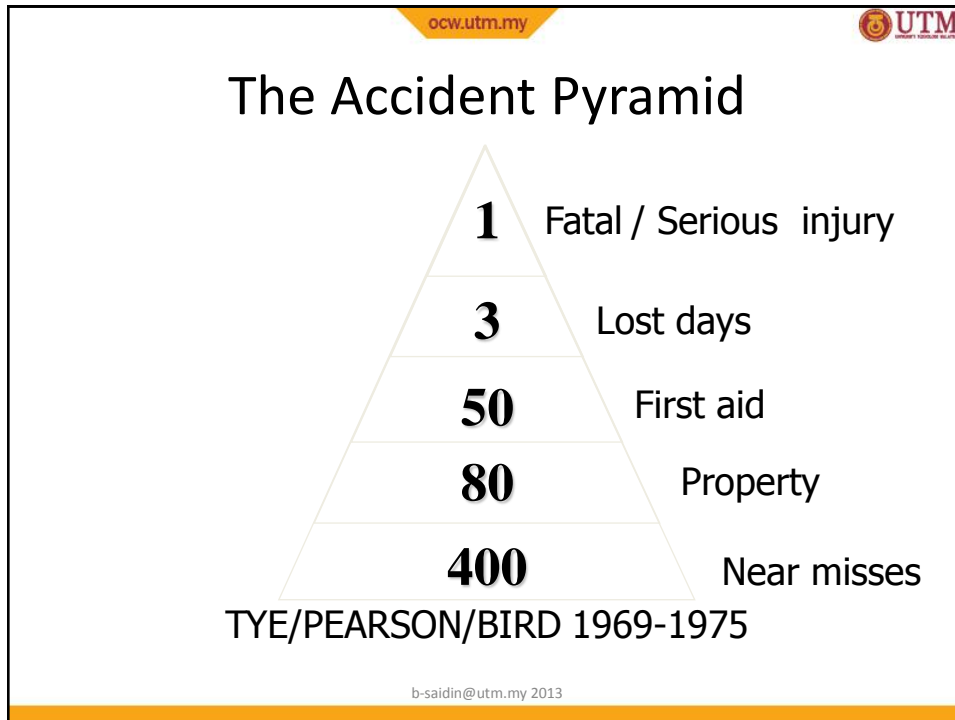 ocw.utm.my
UTM
The Accident Pyramid
1 Fatal / Serious injury
3 Lost days
50 First aid
80 Property
400 Near misses
TYE/PEARSON/BIRD 1969-1975
b-saidin@utm.my 2013